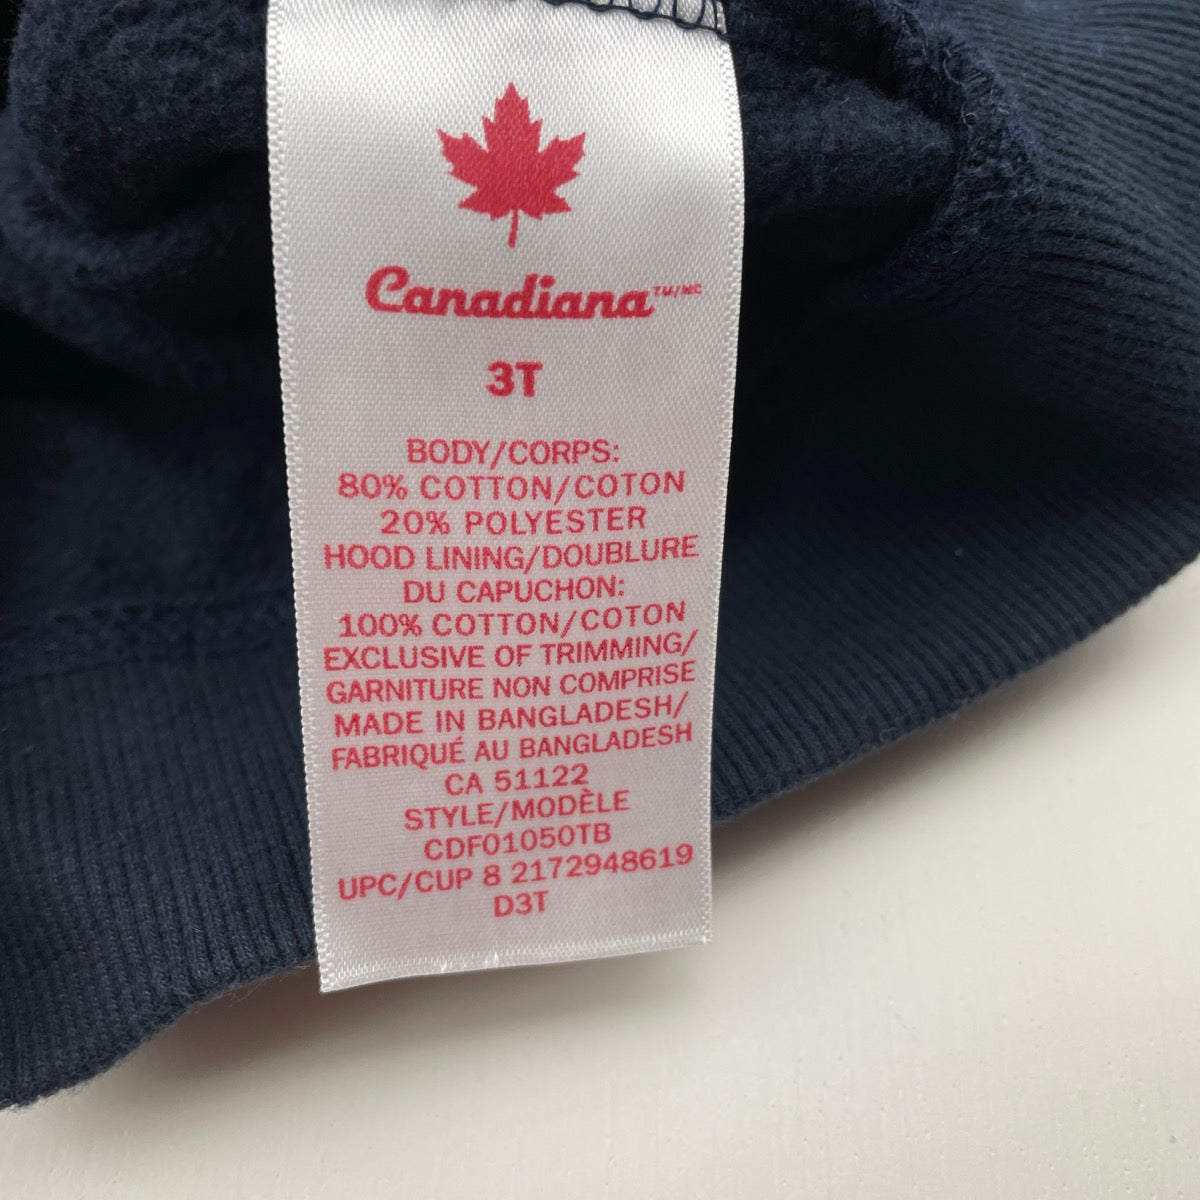 Canadiana™/MC
3T
BODY/CORPS:
80% COTTON/COTON
20% POLYESTER
HOOD LINING/DOUBLURE
DU CAPUCHON:
100% COTTON/COTON
EXCLUSIVE OF TRIMMING/
GARNITURE NON COMPRISE
MADE IN BANGLADESH/
FABRIQUÉ AU BANGLADESH
CA 51122
STYLE/MODÈLE
CDF01050TB
UPC/CUP 8 2172948619
D3T